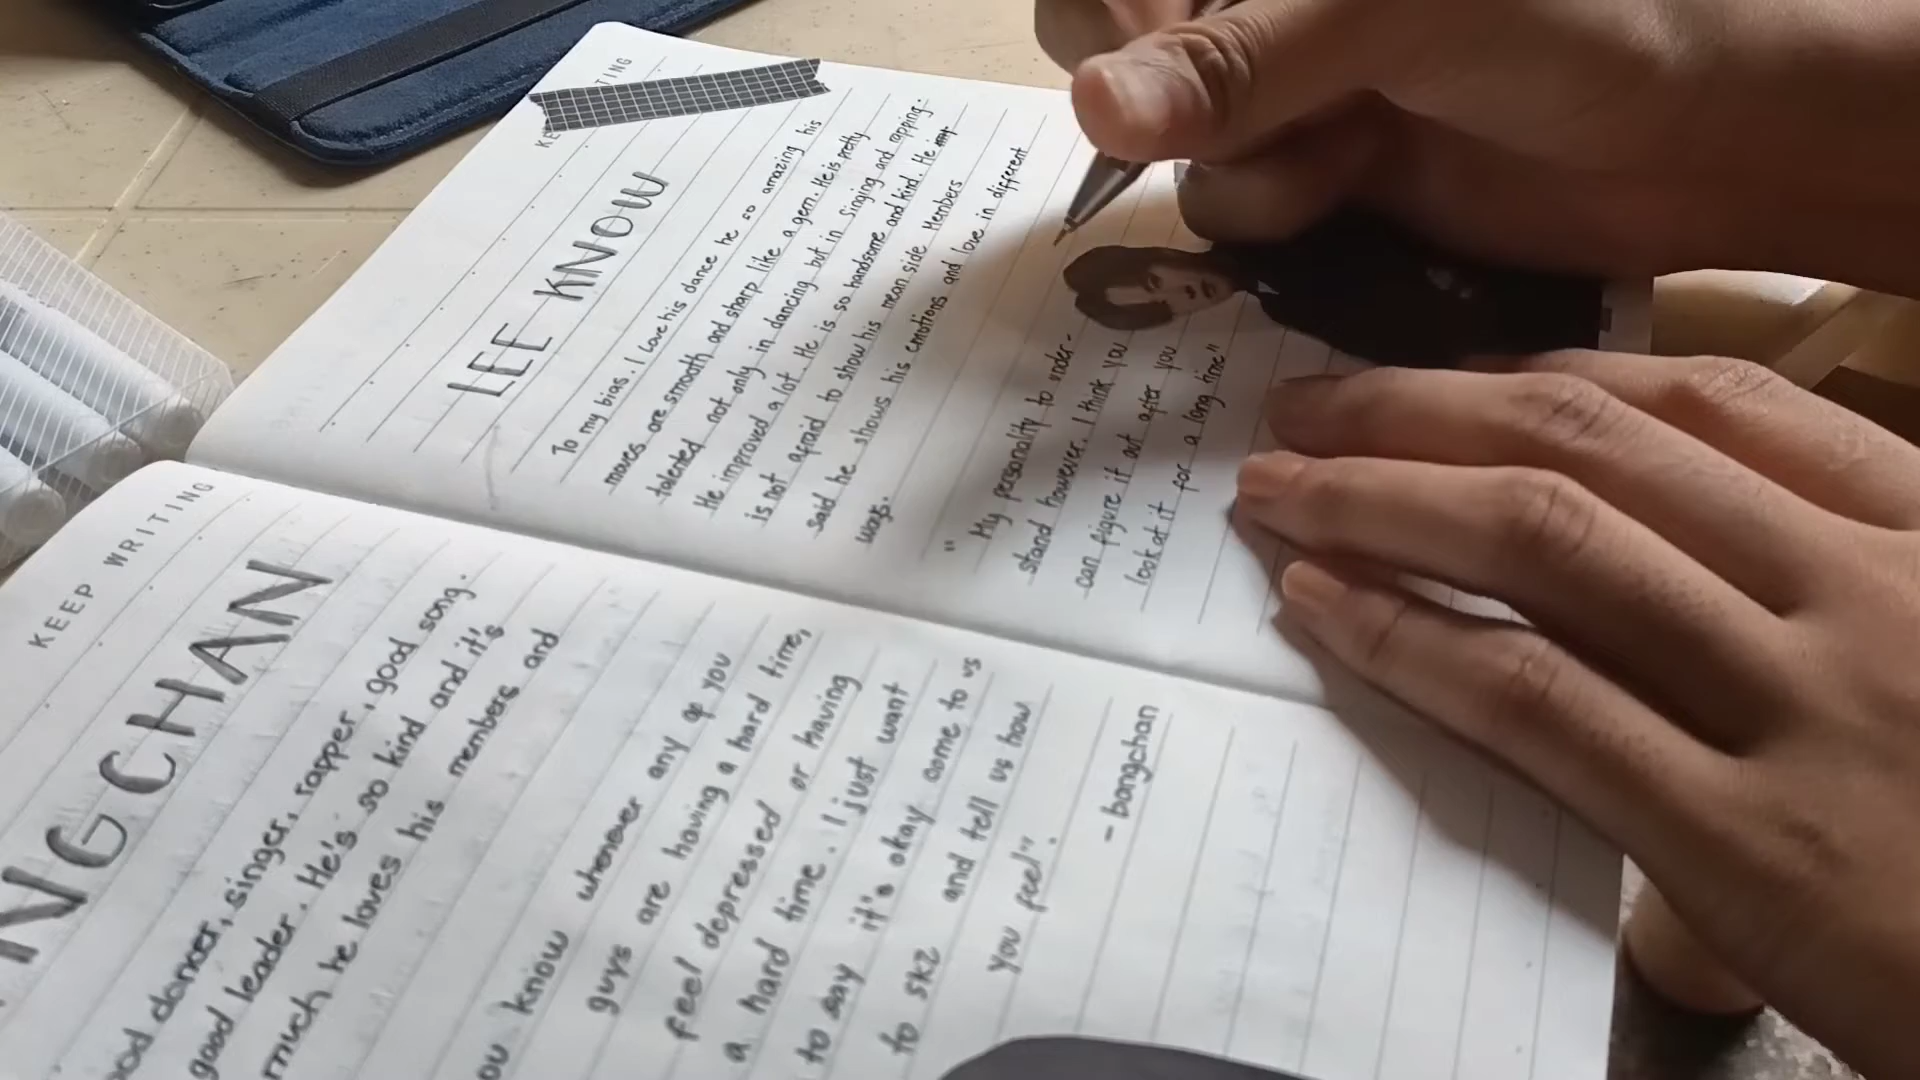 KE TING
LEE KNOW
To my bias. I love his dance he so amazing his
moves are smooth and sharp like a gem. He is pretty
talented not only in dancing but in singing and rapping.
He improved a lot. He is so handsome and kind. He
is not afraid to show his mean side Members
said he shows his emotions and love in different
ways.
" My personality to under-
stand however. I think you
can figure it out after you
look at it for a long time"
KEEP WRITING
NGCHAN
ood dancer, singer, rapper, good song.
good leader. He's so kind and it's
much he loves his members and
ou know whenever any of you
guys are having a hard time,
feel depressed or having
a hard time. I just want
to say it's okay come to us
to skz and tell us how
you feel".
- bangchan